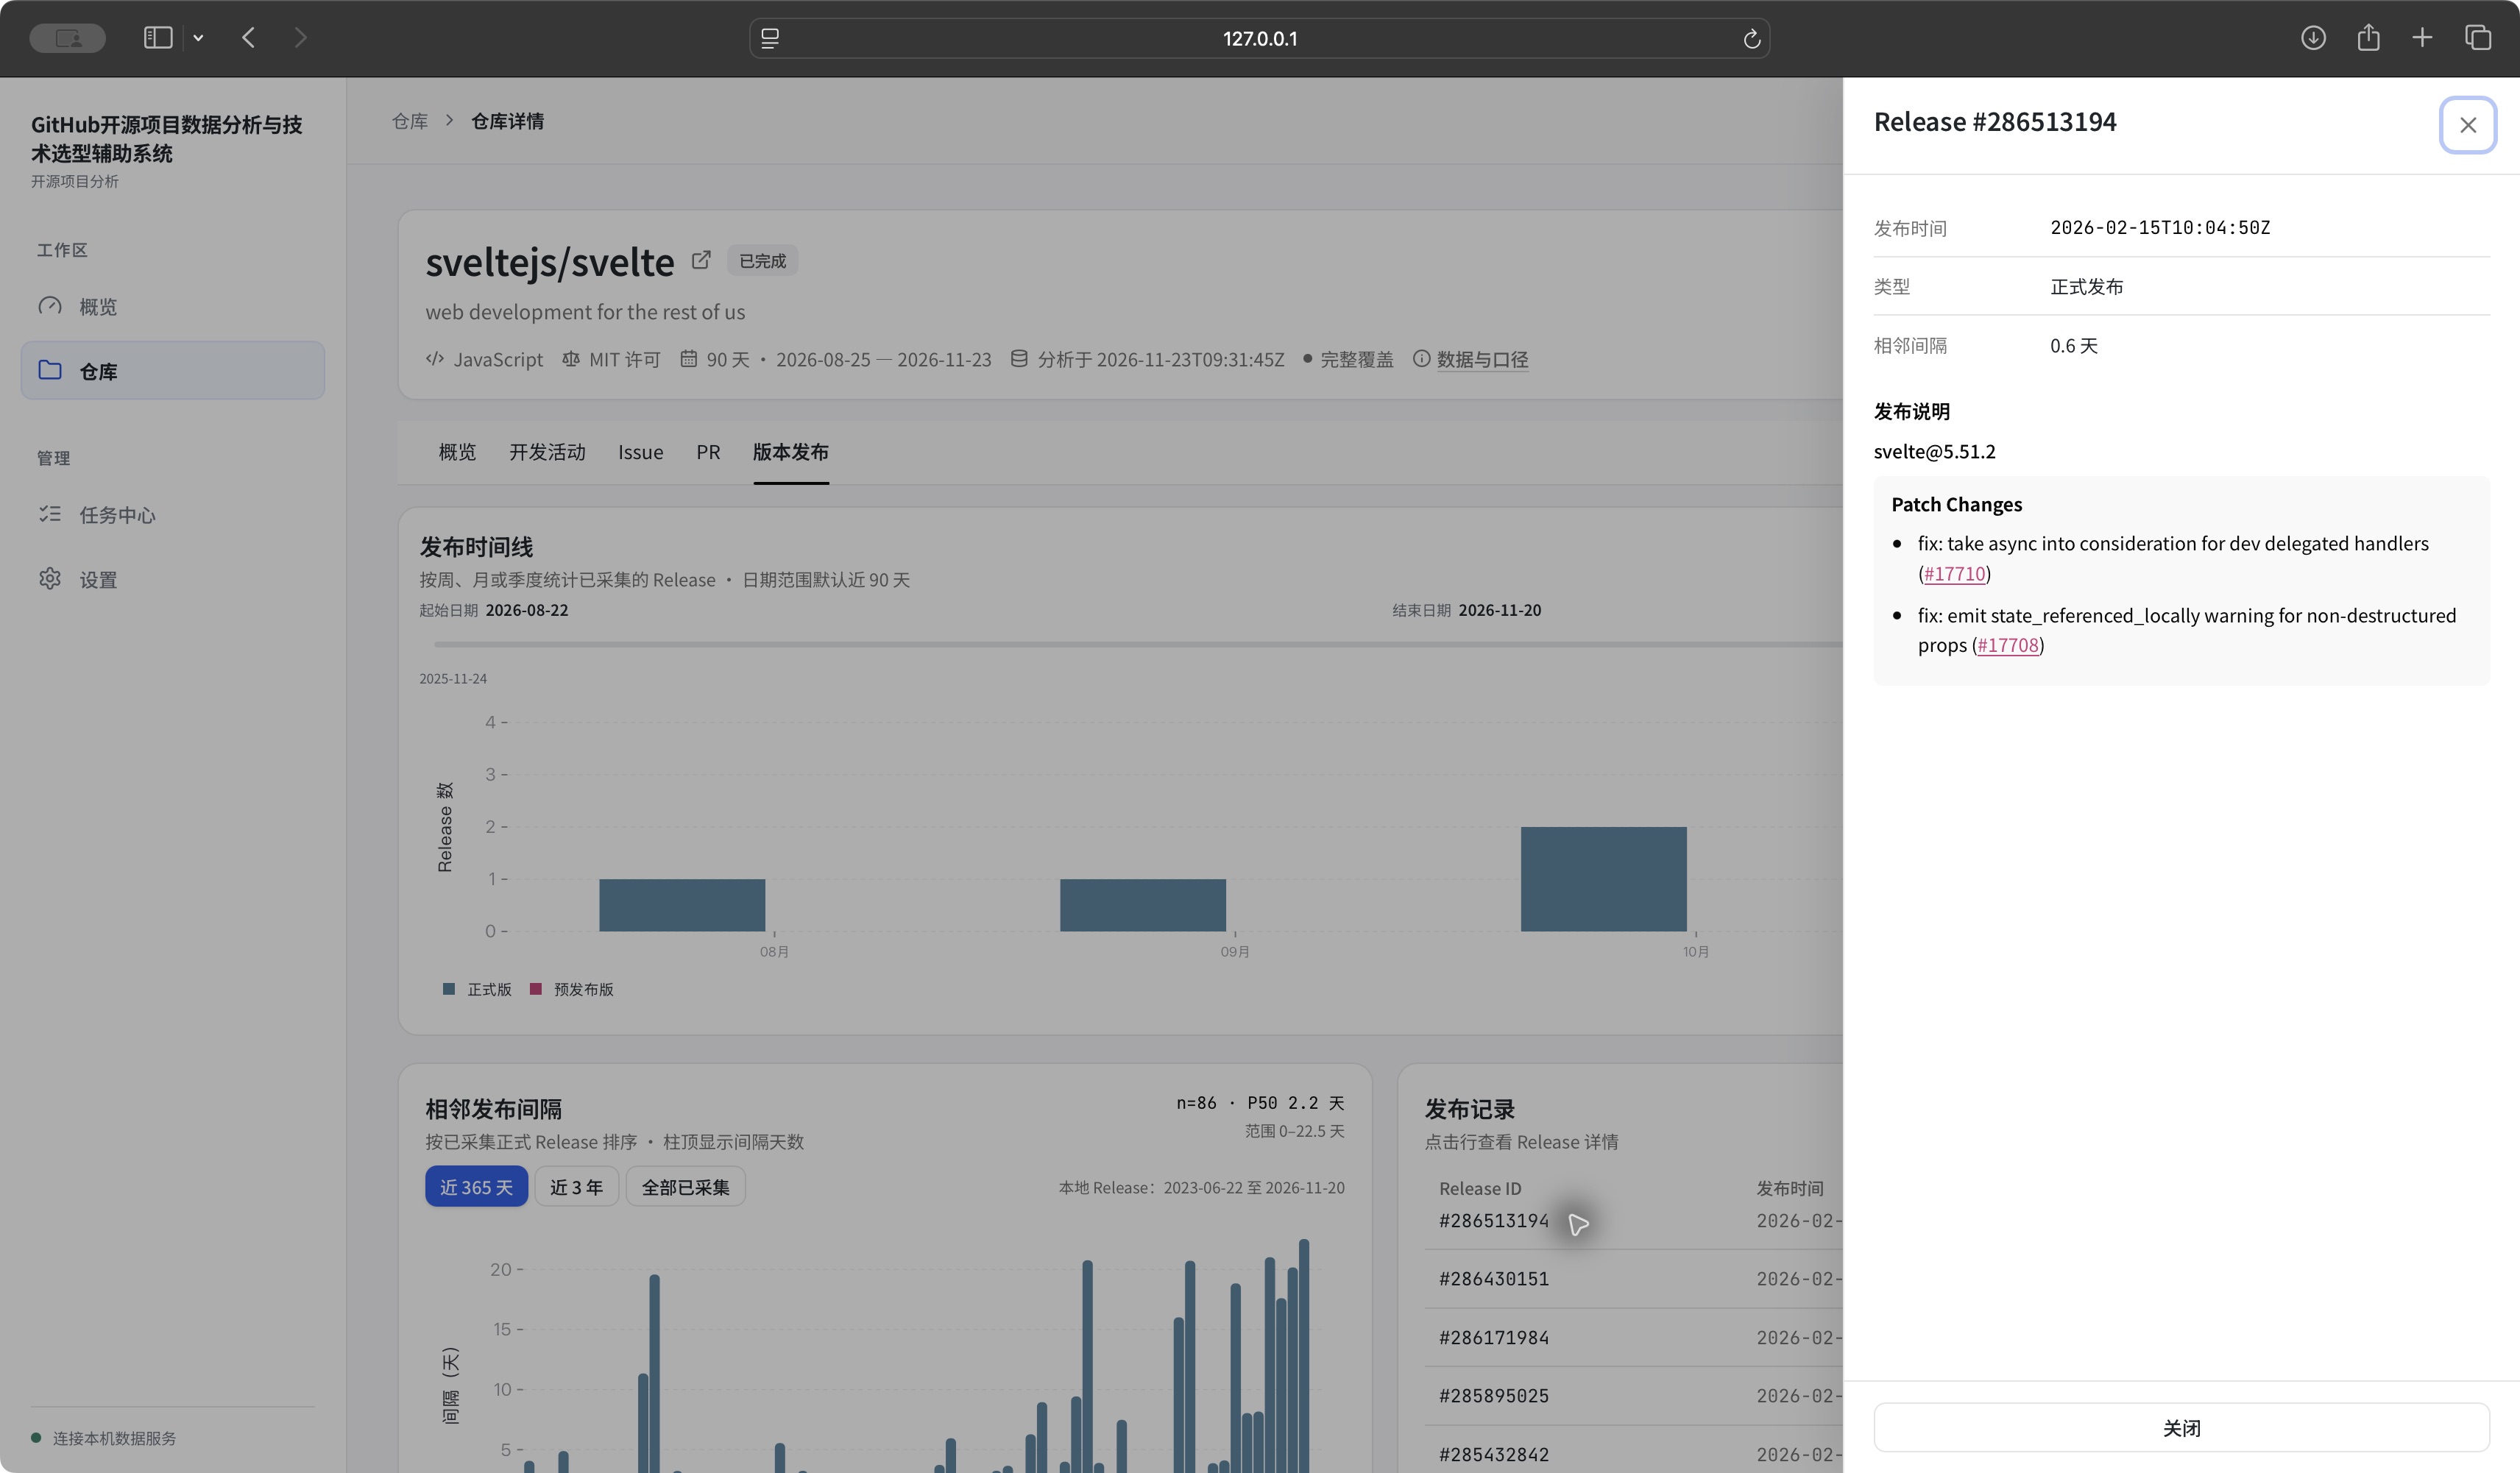 127.0.0.1
GitHub开源项目数据分析与技
术选型辅助系统
开源项目分析
工作区
概览
仓库
管理
任务中心
设置
连接本机数据服务
仓库 > 仓库详情
sveltejs/svelte 已完成
web development for the rest of us
JavaScript MIT 许可 90 天 · 2026-08-25 — 2026-11-23 分析于 2026-11-23T09:31:45Z 完整覆盖 数据与口径
概览 开发活动 Issue PR 版本发布
发布时间线
按周、月或季度统计已采集的 Release · 日期范围默认近 90 天
起始日期 2026-08-22 结束日期 2026-11-20
2025-11-24
Release 数
4
3
2
1
0
08月 09月 10月
正式版 预发布版
相邻发布间隔
n=86 · P50 2.2 天
按已采集正式 Release 排序 · 柱顶显示间隔天数
范围 0–22.5 天
近 365 天 近 3 年 全部已采集
本地 Release：2023-06-22 至 2026-11-20
间隔（天）
20
15
10
5
发布记录
点击行查看 Release 详情
Release ID 发布时间
#286513194 2026-02-
#286430151 2026-02-
#286171984 2026-02-
#285895025 2026-02-
#285432842 2026-02-
Release #286513194
发布时间 2026-02-15T10:04:50Z
类型 正式发布
相邻间隔 0.6 天
发布说明
svelte@5.51.2
Patch Changes
fix: take async into consideration for dev delegated handlers
(#17710)
fix: emit state_referenced_locally warning for non-destructured
props (#17708)
关闭